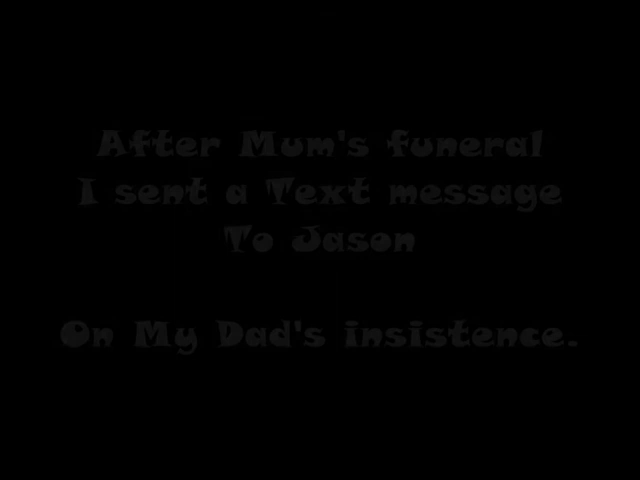 After Mum's funeral
I sent a Text message
To Jason
On My Dad's insistence.